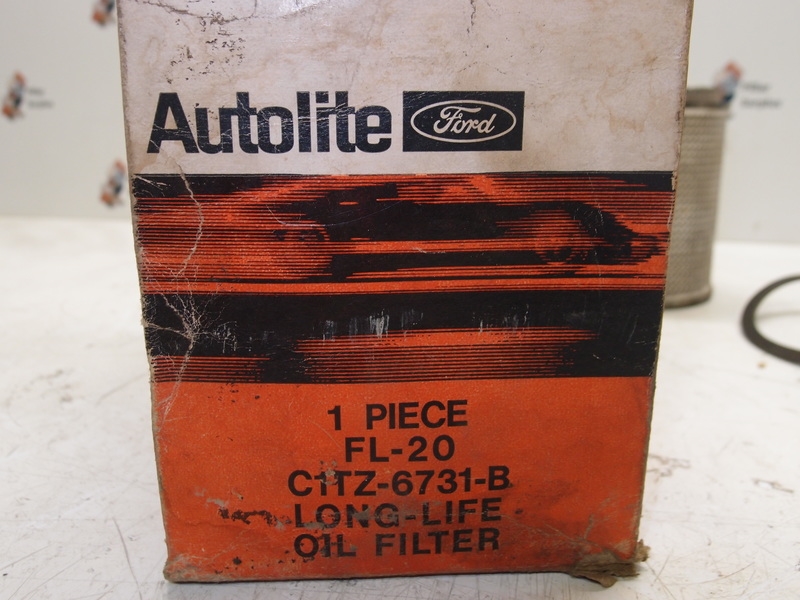 Autolite Ford
1 PIECE
FL-20
C1TZ-6731-B
LONG-LIFE
OIL FILTER